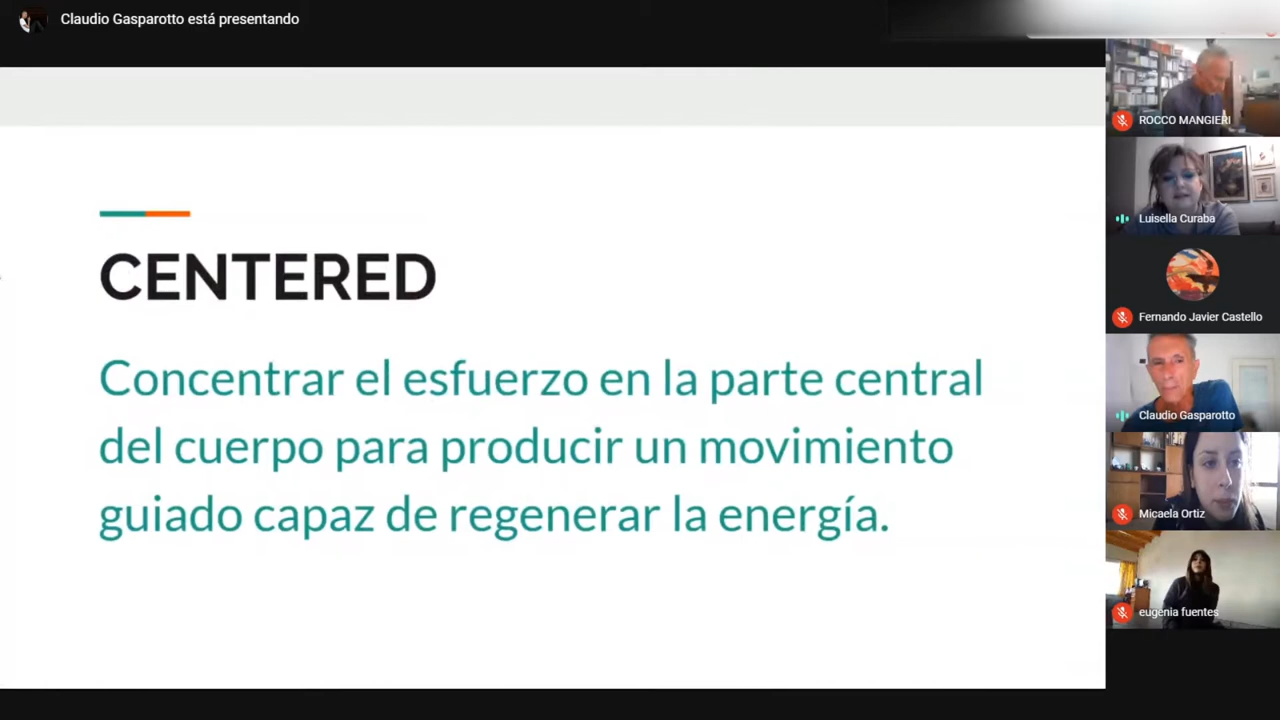 Claudio Gasparotto está presentando
CENTERED
Concentrar el esfuerzo en la parte central
del cuerpo para producir un movimiento
guiado capaz de regenerar la energía.
ROCCO MANGIERI
Luisella Curaba
Fernando Javier Castello
Claudio Gasparotto
Micaela Ortiz
eugenia fuentes